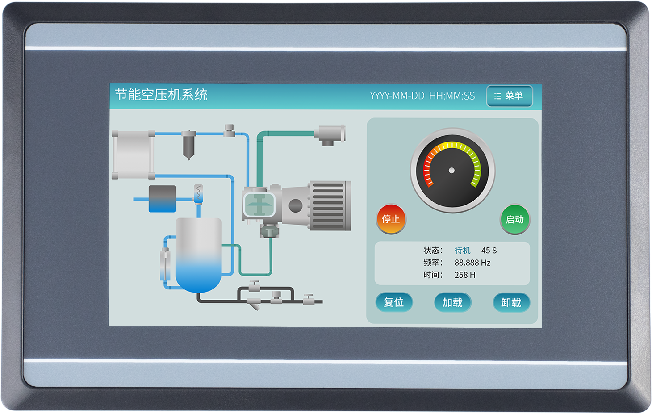 节能空压机系统
YYYY-MM-DD HH:MM:SS
菜单
停止
启动
状态: 待机 45 S
频率: 88.888 Hz
时间: 258 H
复位 加载 卸载